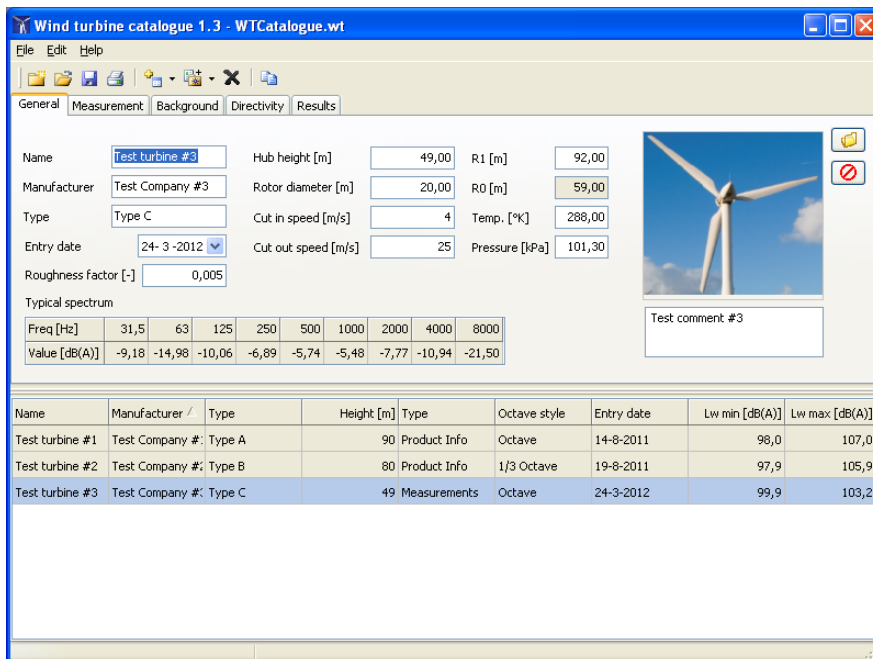 Wind turbine catalogue 1.3 - WTCatalogue.wt
File Edit Help
General Measurement Background Directivity Results
Name Test turbine #3 Hub height [m] 49,00 R1 [m] 92,00
Manufacturer Test Company #3 Rotor diameter [m] 20,00 R0 [m] 59,00
Type Type C Cut in speed [m/s] 4 Temp. [°K] 288,00
Entry date 24- 3 -2012 Cut out speed [m/s] 25 Pressure [kPa] 101,30
Roughness factor [-] 0,005
Typical spectrum
Test comment #3
Freq [Hz] 31,5 63 125 250 500 1000 2000 4000 8000
Value [dB(A)] -9,18 -14,98 -10,06 -6,89 -5,74 -5,48 -7,77 -10,94 -21,50
Name Manufacturer Type Height [m] Type Octave style Entry date Lw min [dB(A)] Lw max [dB(A)]
Test turbine #1 Test Company # Type A 90 Product Info Octave 14-8-2011 98,0 107,0
Test turbine #2 Test Company # Type B 80 Product Info 1/3 Octave 19-8-2011 97,9 105,9
Test turbine #3 Test Company # Type C 49 Measurements Octave 24-3-2012 99,9 103,2